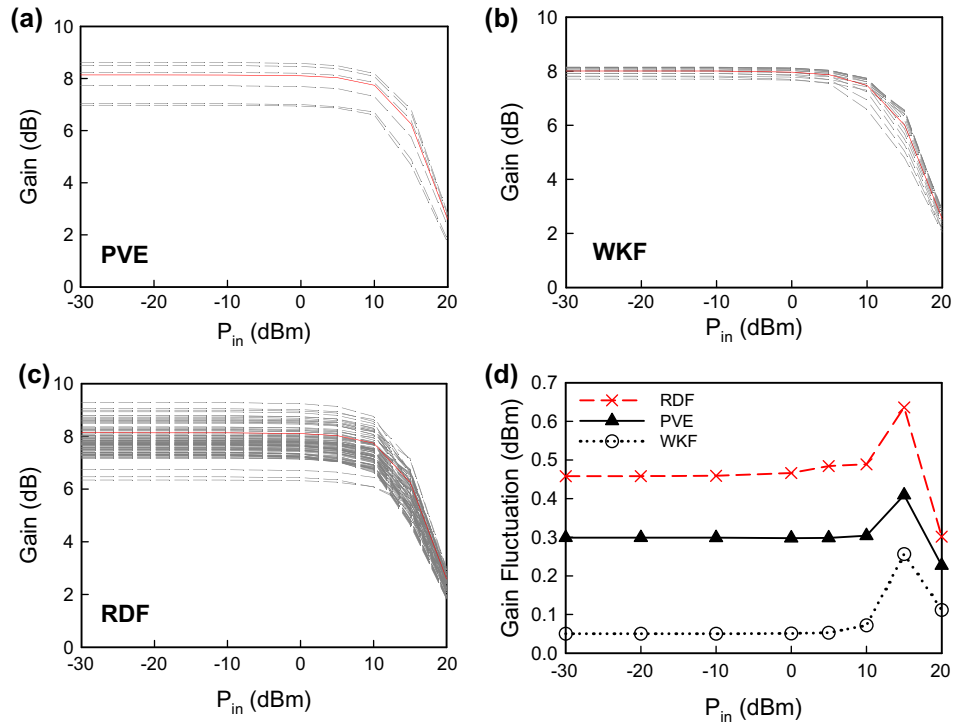 (a)
10
8
6
4
2
0
Gain (dB)
PVE
-30 -20 -10 0 10 20
P_in (dBm)
(b)
10
8
6
4
2
0
Gain (dB)
WKF
-30 -20 -10 0 10 20
P_in (dBm)
(c)
10
8
6
4
2
0
Gain (dB)
RDF
-30 -20 -10 0 10 20
P_in (dBm)
(d)
0.7
0.6
0.5
0.4
0.3
0.2
0.1
0.0
Gain Fluctuation (dBm)
RDF
PVE
WKF
-30 -20 -10 0 10 20
P_in (dBm)